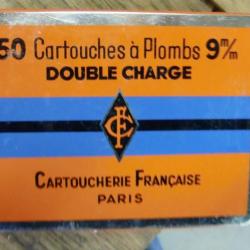 50 Cartouches à Plombs 9m/m
DOUBLE CHARGE
CF
CARTOUCHERIE FRANÇAISE
PARIS